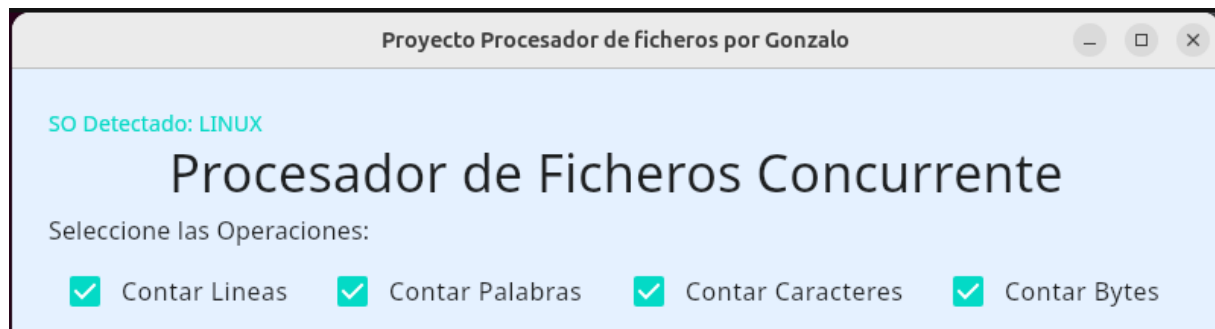 Proyecto Procesador de ficheros por Gonzalo
SO Detectado: LINUX
Procesador de Ficheros Concurrente
Seleccione las Operaciones:
Contar Lineas Contar Palabras Contar Caracteres Contar Bytes